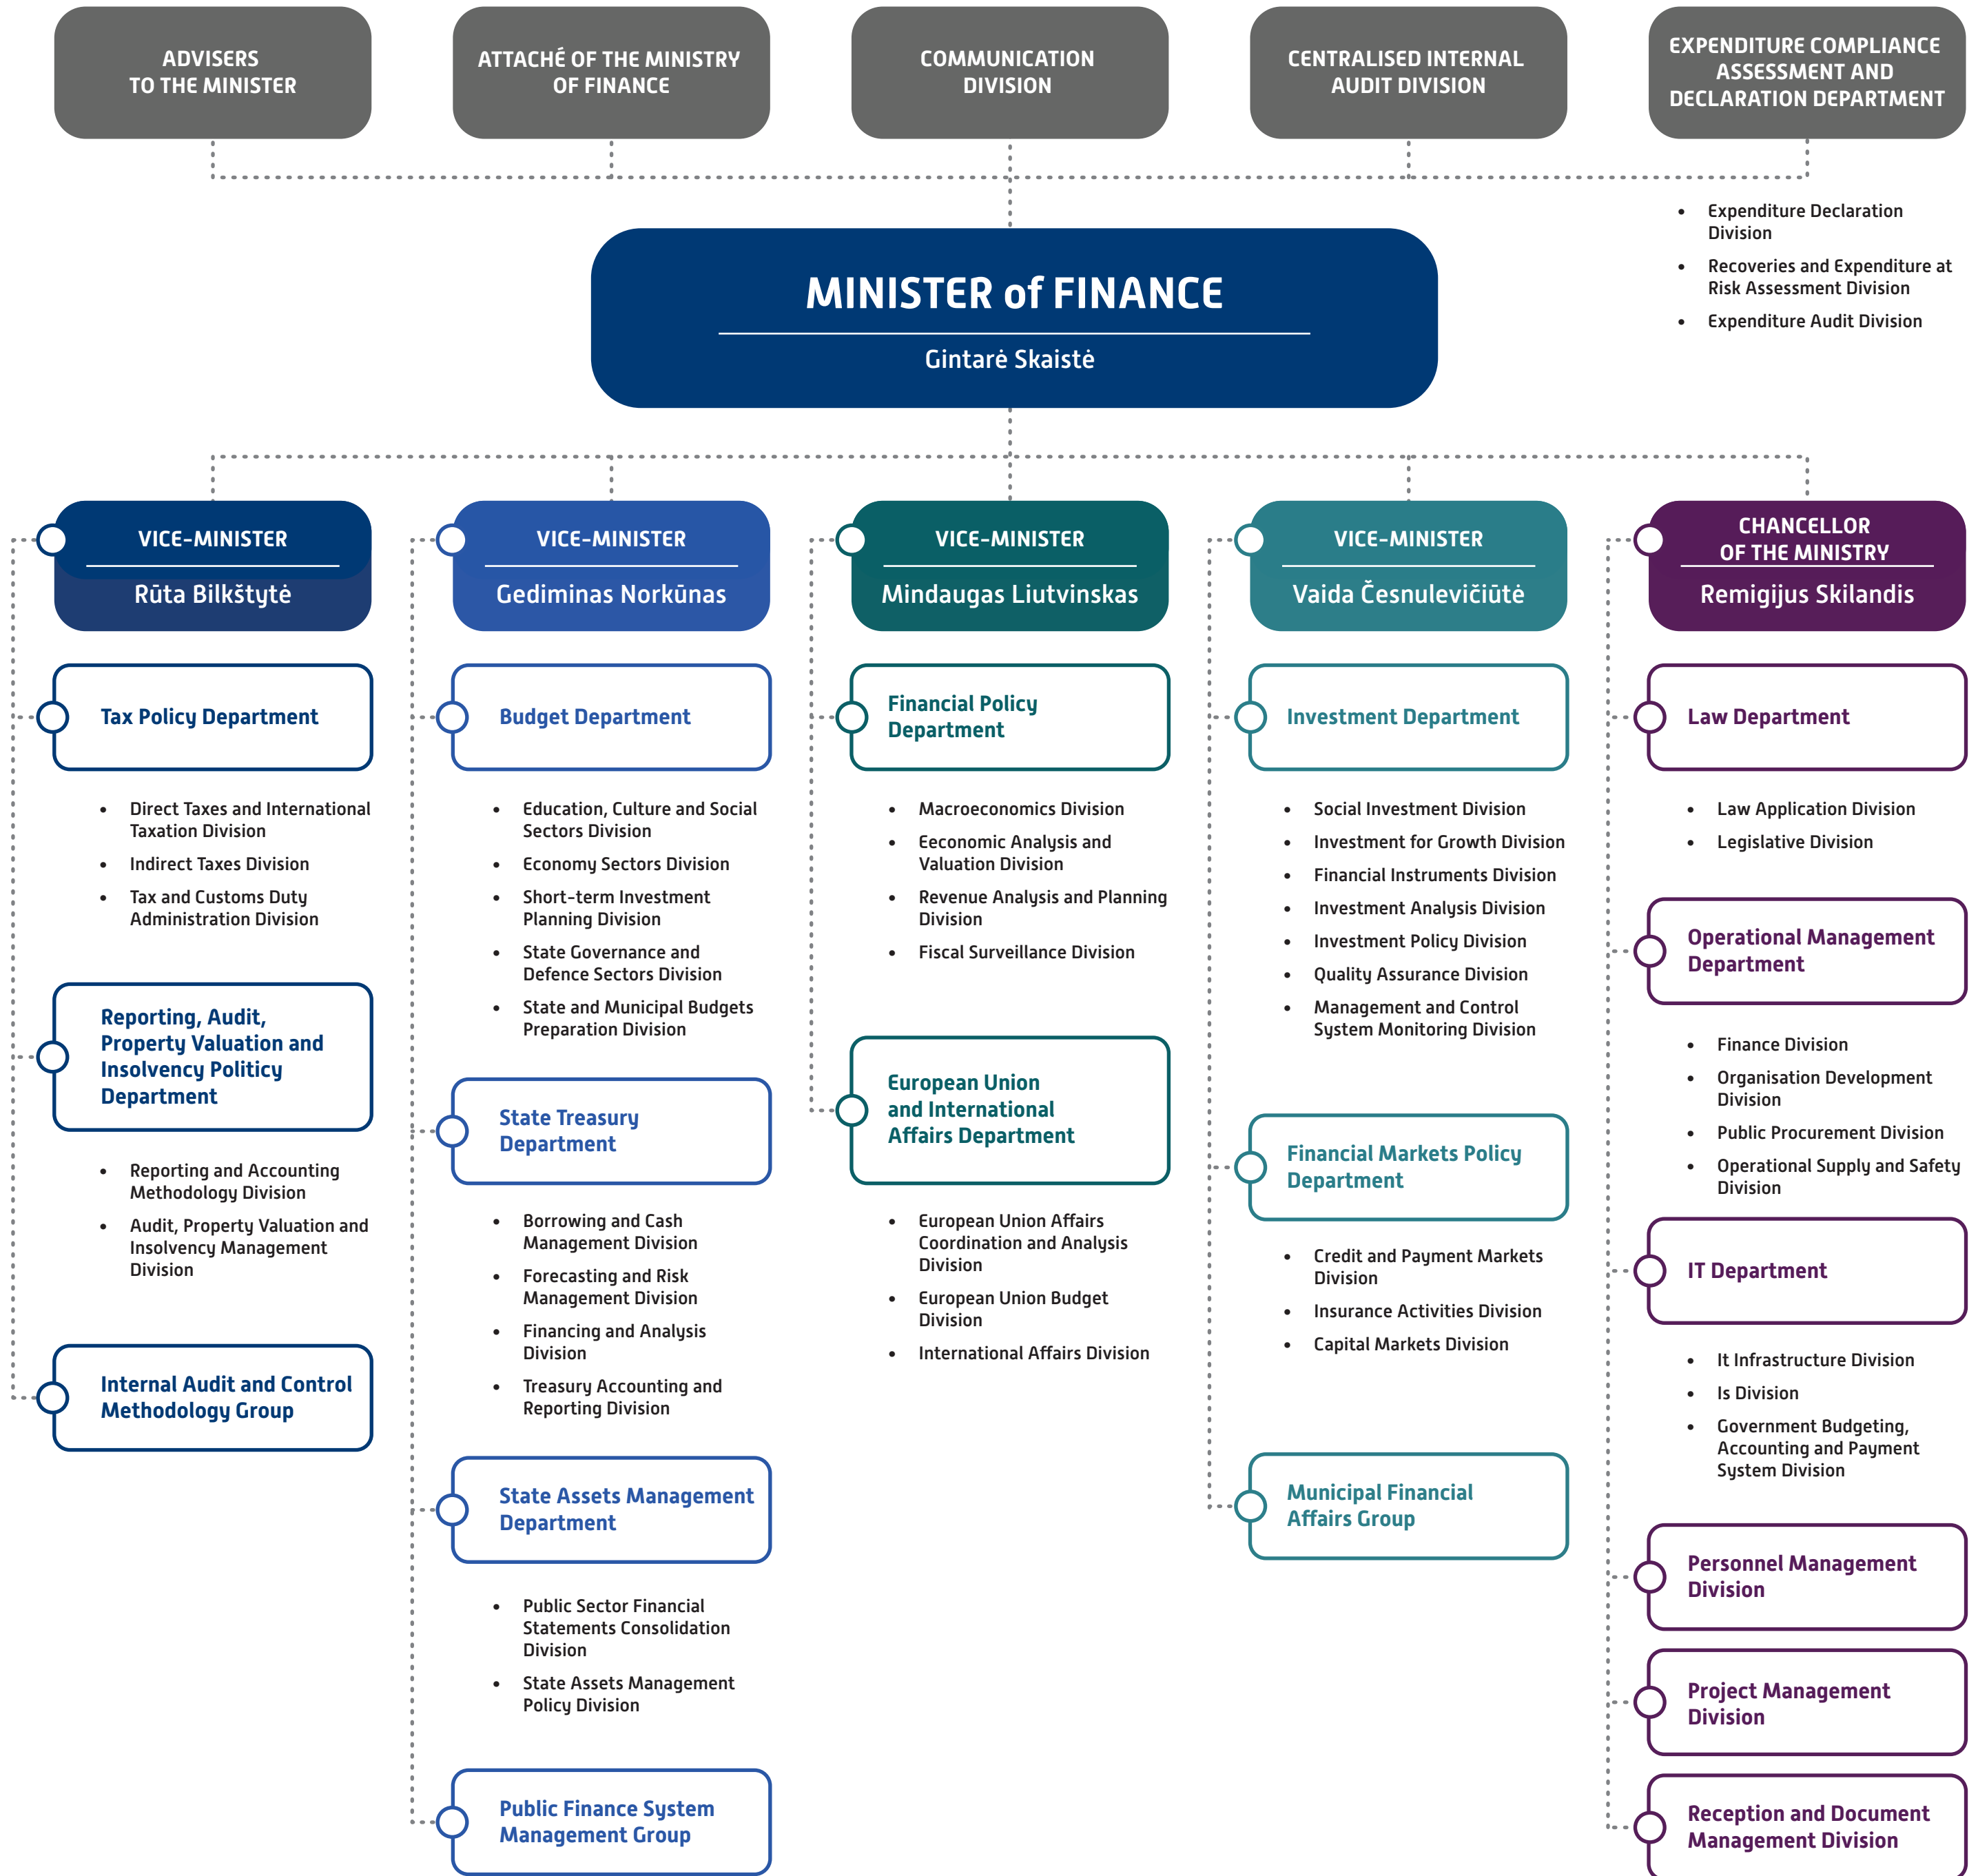 ADVISERS
TO THE MINISTER
ATTACHÉ OF THE MINISTRY
OF FINANCE
COMMUNICATION
DIVISION
CENTRALISED INTERNAL
AUDIT DIVISION
EXPENDITURE COMPLIANCE
ASSESSMENT AND
DECLARATION DEPARTMENT
• Expenditure Declaration
Division
• Recoveries and Expenditure at
Risk Assessment Division
• Expenditure Audit Division
MINISTER of FINANCE
Gintarė Skaistė
VICE-MINISTER
Rūta Bilkštytė
Tax Policy Department
• Direct Taxes and International
Taxation Division
• Indirect Taxes Division
• Tax and Customs Duty
Administration Division
Reporting, Audit,
Property Valuation and
Insolvency Politicy
Department
• Reporting and Accounting
Methodology Division
• Audit, Property Valuation and
Insolvency Management
Division
Internal Audit and Control
Methodology Group
VICE-MINISTER
Gediminas Norkūnas
Budget Department
• Education, Culture and Social
Sectors Division
• Economy Sectors Division
• Short-term Investment
Planning Division
• State Governance and
Defence Sectors Division
• State and Municipal Budgets
Preparation Division
State Treasury
Department
• Borrowing and Cash
Management Division
• Forecasting and Risk
Management Division
• Financing and Analysis
Division
• Treasury Accounting and
Reporting Division
State Assets Management
Department
• Public Sector Financial
Statements Consolidation
Division
• State Assets Management
Policy Division
Public Finance System
Management Group
VICE-MINISTER
Mindaugas Liutvinskas
Financial Policy
Department
• Macroeconomics Division
• Eeconomic Analysis and
Valuation Division
• Revenue Analysis and Planning
Division
• Fiscal Surveillance Division
European Union
and International
Affairs Department
• European Union Affairs
Coordination and Analysis
Division
• European Union Budget
Division
• International Affairs Division
VICE-MINISTER
Vaida Česnulevičiūtė
Investment Department
• Social Investment Division
• Investment for Growth Division
• Financial Instruments Division
• Investment Analysis Division
• Investment Policy Division
• Quality Assurance Division
• Management and Control
System Monitoring Division
Financial Markets Policy
Department
• Credit and Payment Markets
Division
• Insurance Activities Division
• Capital Markets Division
Municipal Financial
Affairs Group
CHANCELLOR
OF THE MINISTRY
Remigijus Skilandis
Law Department
• Law Application Division
• Legislative Division
Operational Management
Department
• Finance Division
• Organisation Development
Division
• Public Procurement Division
• Operational Supply and Safety
Division
IT Department
• It Infrastructure Division
• Is Division
• Government Budgeting,
Accounting and Payment
System Division
Personnel Management
Division
Project Management
Division
Reception and Document
Management Division